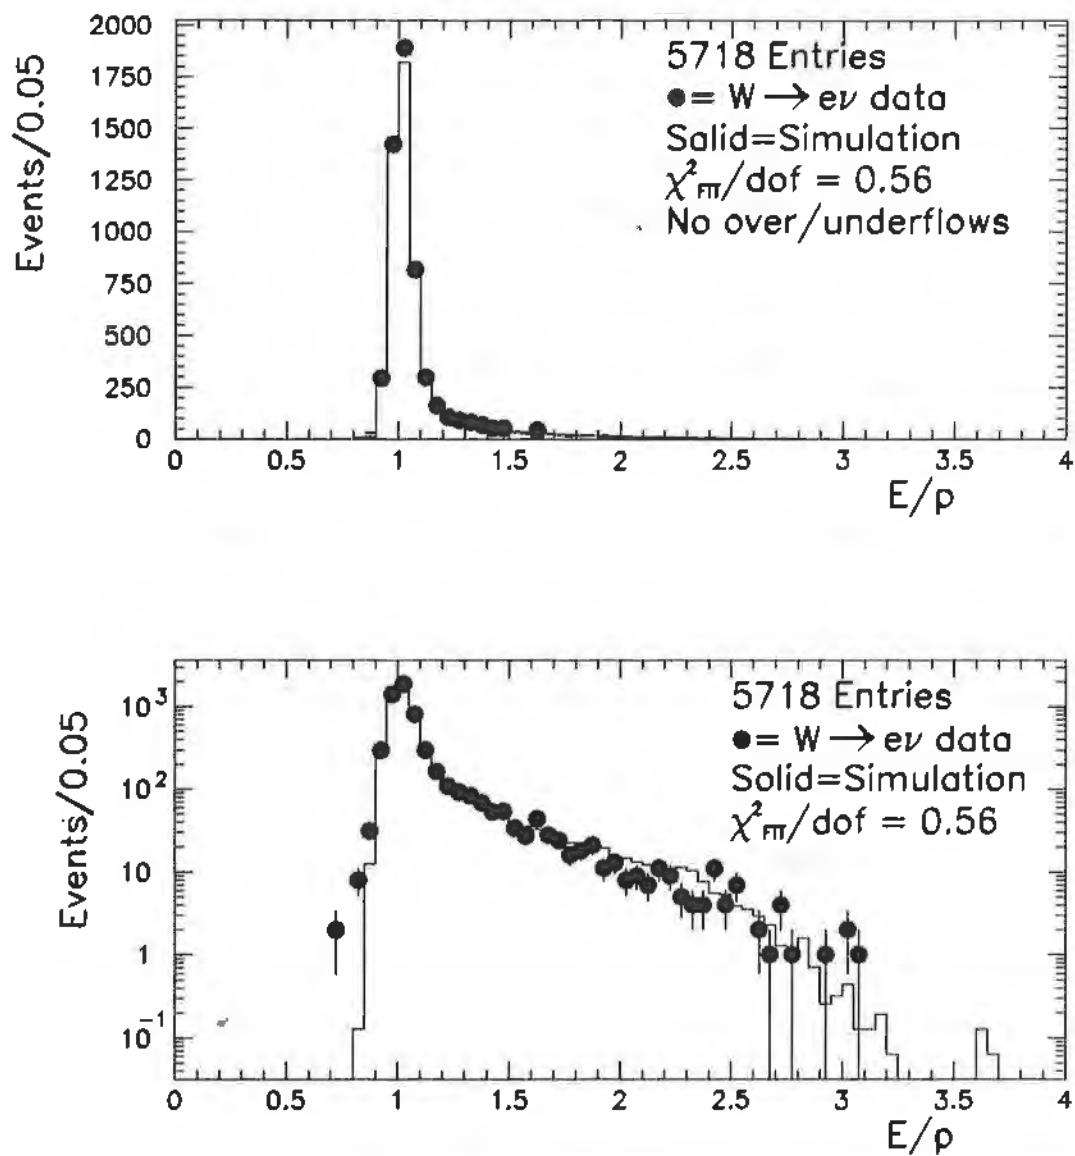 2000
1750
1500
1250
1000
750
500
250
0
Events/0.05
5718 Entries
●= W → eν data
Salid=Simulation
χ²FIT/dof = 0.56
No over/underflows
0 0.5 1 1.5 2 2.5 3 3.5 4
E/p
10³
10²
10
1
10⁻¹
Events/0.05
5718 Entries
●= W → eν data
Solid=Simulation
χ²FIT/dof = 0.56
0 0.5 1 1.5 2 2.5 3 3.5 4
E/p